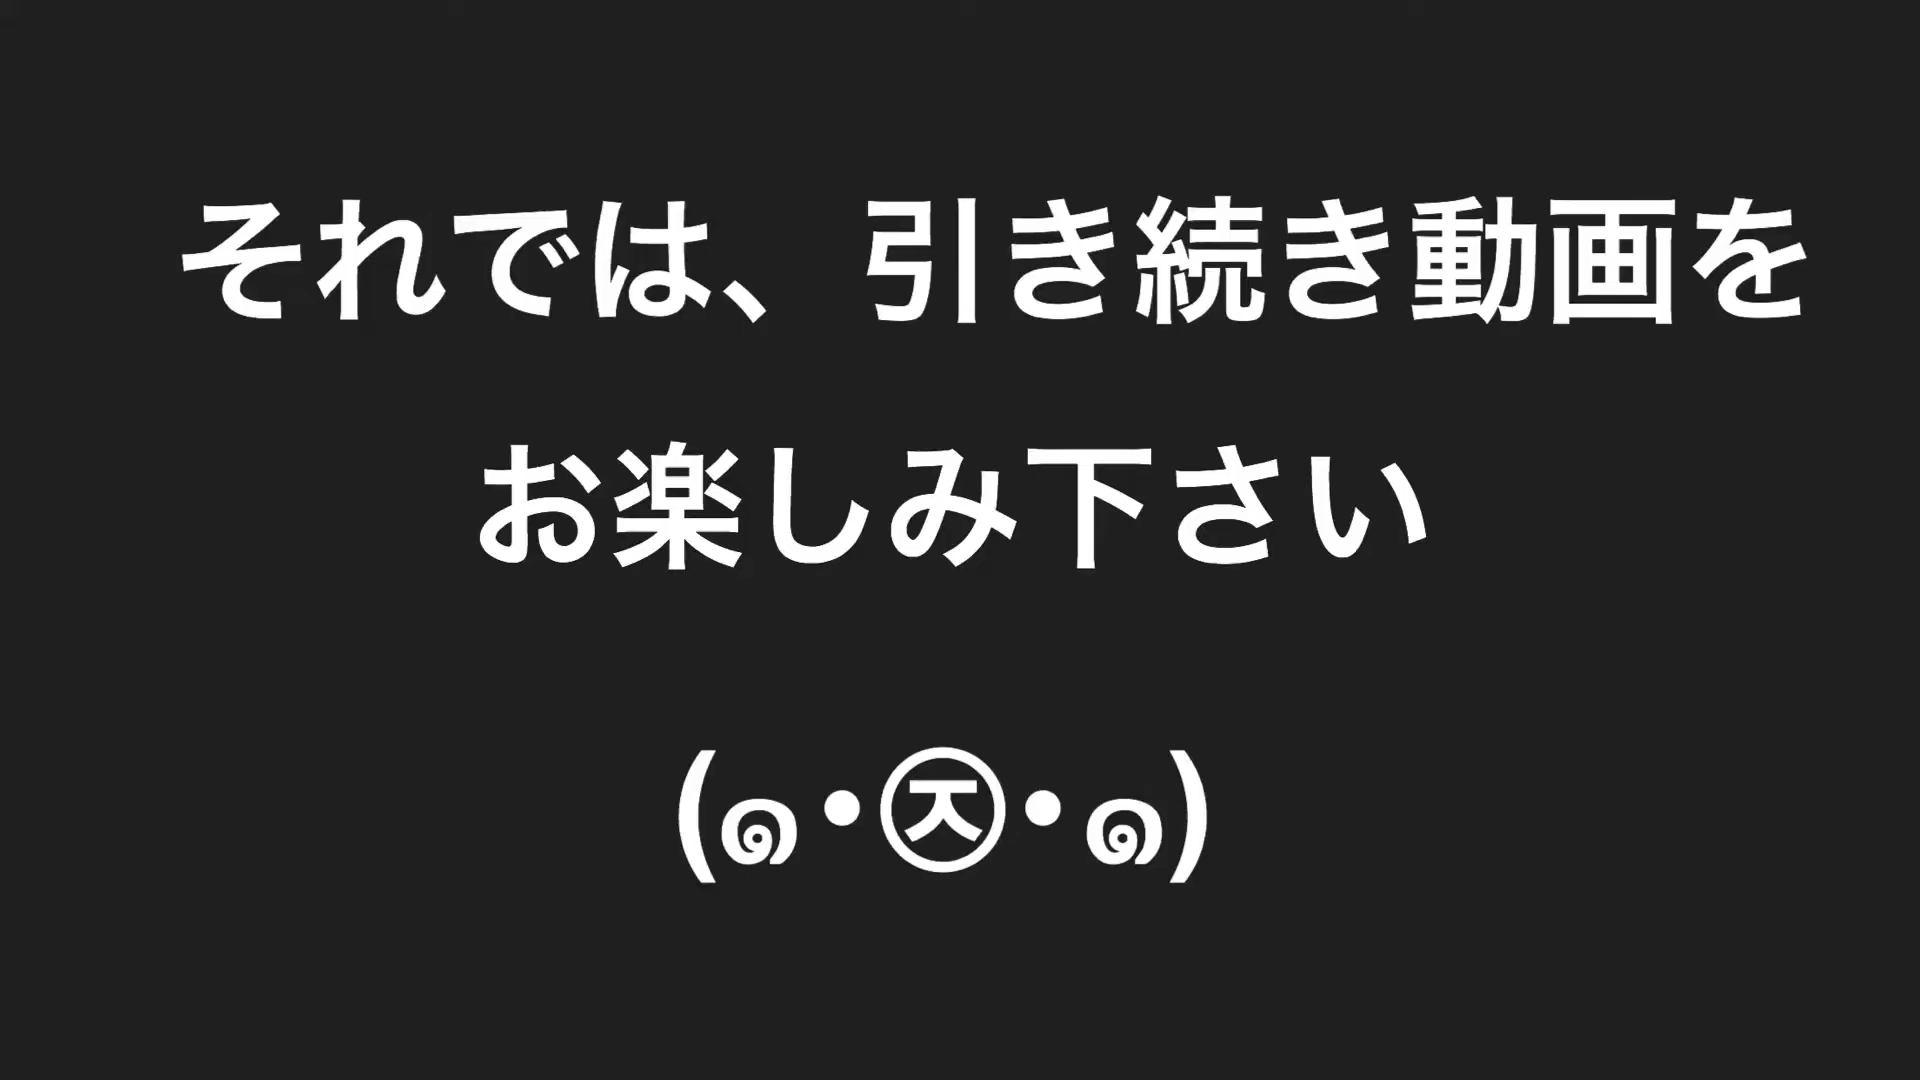 それでは、引き続き動画を
お楽しみ下さい
(๑・㉨・๑)